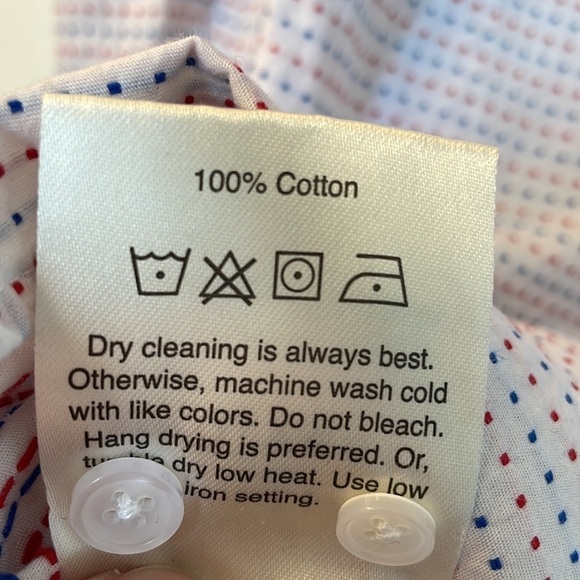 100% Cotton
Dry cleaning is always best.
Otherwise, machine wash cold
with like colors. Do not bleach.
Hang drying is preferred. Or,
dry low heat. Use low
iron setting.